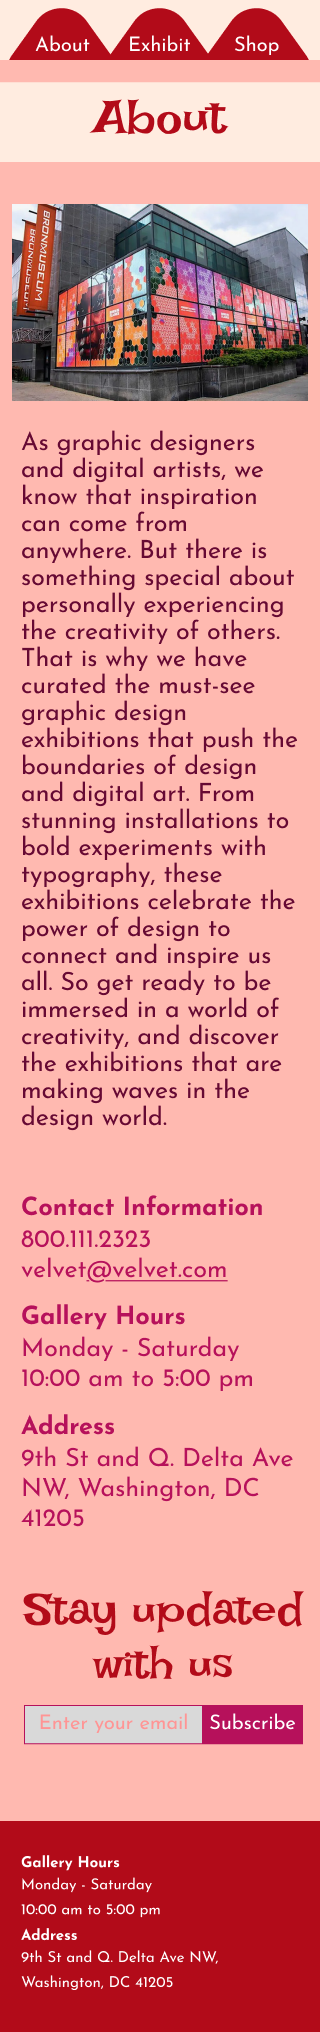 About Exhibit Shop
About
BRONXMUSEUM
BRONXMUSEUM
As graphic designers
and digital artists, we
know that inspiration
can come from
anywhere. But there is
something special about
personally experiencing
the creativity of others.
That is why we have
curated the must-see
graphic design
exhibitions that push the
boundaries of design
and digital art. From
stunning installations to
bold experiments with
typography, these
exhibitions celebrate the
power of design to
connect and inspire us
all. So get ready to be
immersed in a world of
creativity, and discover
the exhibitions that are
making waves in the
design world.
Contact Information
800.111.2323
velvet@velvet.com
Gallery Hours
Monday - Saturday
10:00 am to 5:00 pm
Address
9th St and Q. Delta Ave
NW, Washington, DC
41205
Stay updated
with us
Enter your email Subscribe
Gallery Hours
Monday - Saturday
10:00 am to 5:00 pm
Address
9th St and Q. Delta Ave NW,
Washington, DC 41205